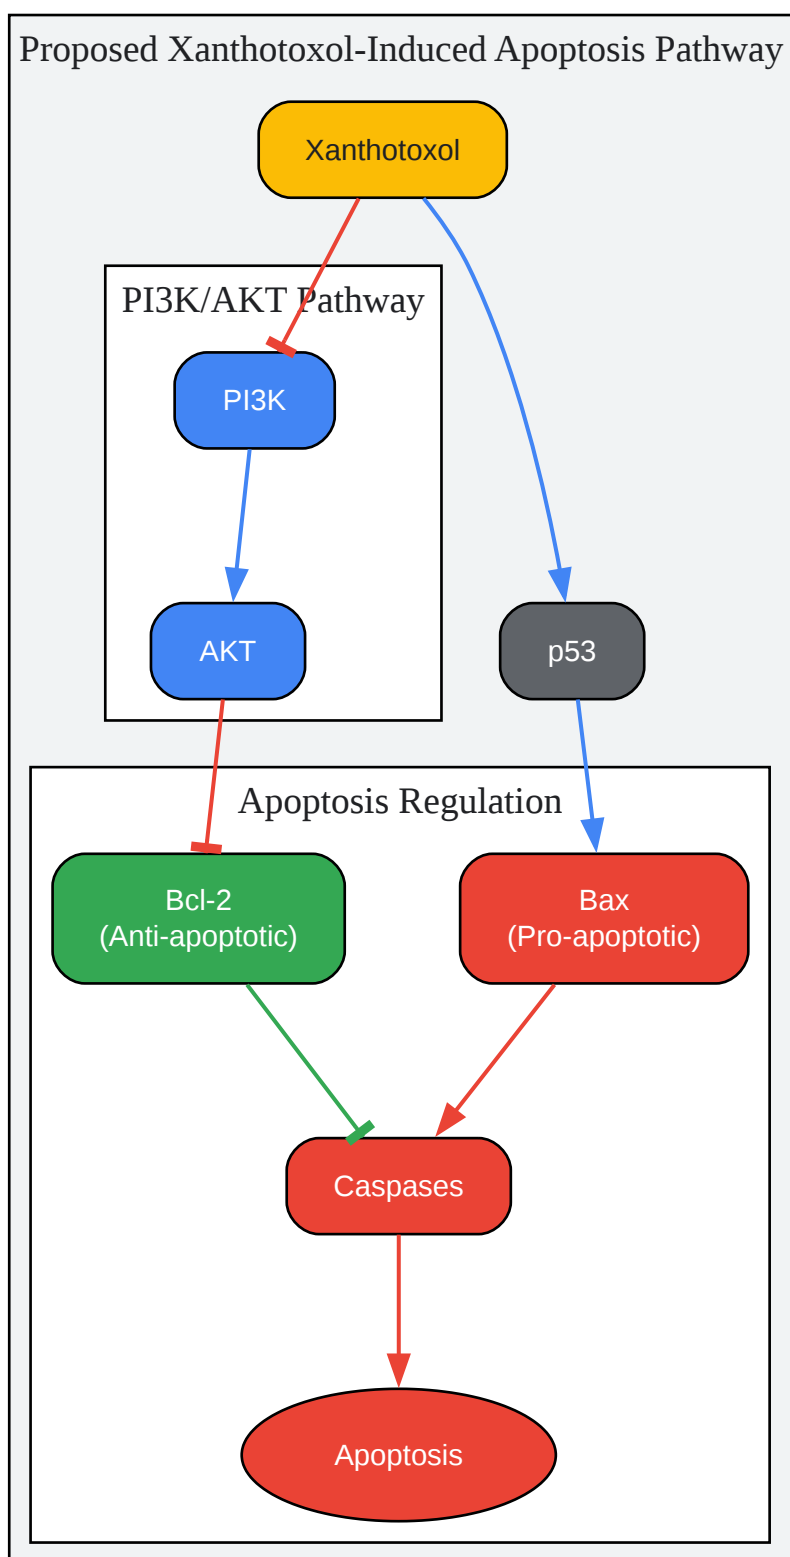 Proposed Xanthotoxol-Induced Apoptosis Pathway
Xanthotoxol
PI3K/AKT Pathway
PI3K
AKT
p53
Apoptosis Regulation
Bcl-2
(Anti-apoptotic)
Bax
(Pro-apoptotic)
Caspases
Apoptosis